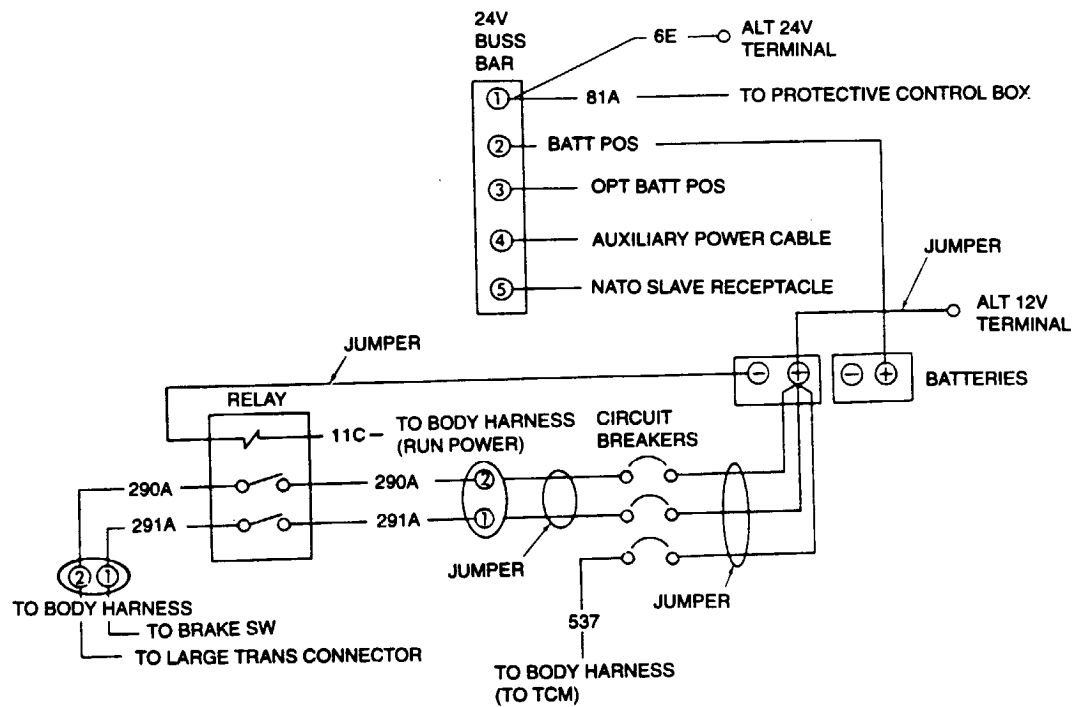 24V
BUSS
BAR
6E
ALT 24V
TERMINAL
1
81A
TO PROTECTIVE CONTROL BOX
2
BATT POS
3
OPT BATT POS
4
AUXILIARY POWER CABLE
JUMPER
5
NATO SLAVE RECEPTACLE
ALT 12V
TERMINAL
JUMPER
BATTERIES
RELAY
11C
TO BODY HARNESS
(RUN POWER)
CIRCUIT
BREAKERS
290A
290A
2
291A
291A
1
JUMPER
JUMPER
2
1
TO BODY HARNESS
TO BRAKE SW
TO LARGE TRANS CONNECTOR
537
TO BODY HARNESS
(TO TCM)